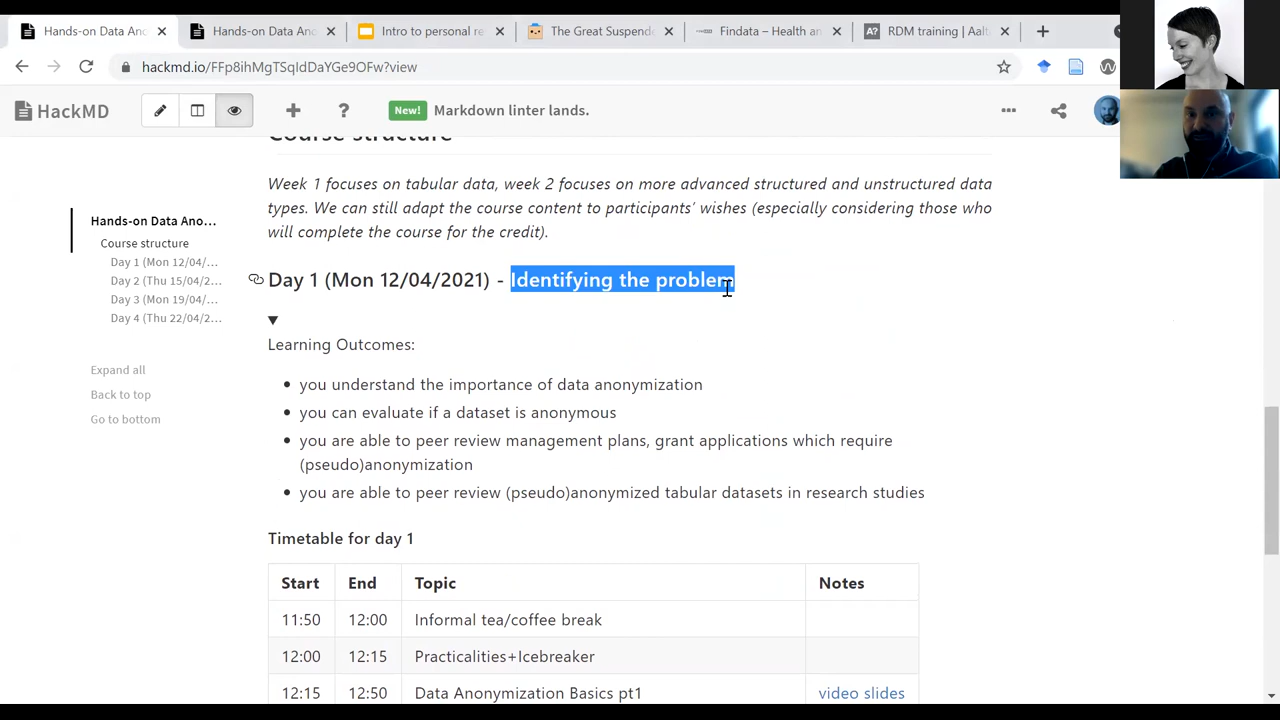 Hands-on Data Ano
Hands-on Data Ano
Intro to personal re
The Great Suspend
Findata – Health an
RDM training | Aalt
hackmd.io/FFp8ihMgTSqIdDaYGe9OFw?view
HackMD
New! Markdown linter lands.
Course structure
Week 1 focuses on tabular data, week 2 focuses on more advanced structured and unstructured data
types. We can still adapt the course content to participants’ wishes (especially considering those who
will complete the course for the credit).
Hands-on Data Ano...
Course structure
Day 1 (Mon 12/04/...
Day 2 (Thu 15/04/2...
Day 3 (Mon 19/04/...
Day 4 (Thu 22/04/2...
Expand all
Back to top
Go to bottom
Day 1 (Mon 12/04/2021) - Identifying the problem
Learning Outcomes:
you understand the importance of data anonymization
you can evaluate if a dataset is anonymous
you are able to peer review management plans, grant applications which require
(pseudo)anonymization
you are able to peer review (pseudo)anonymized tabular datasets in research studies
Timetable for day 1
Start End Topic Notes
11:50 12:00 Informal tea/coffee break
12:00 12:15 Practicalities+Icebreaker
12:15 12:50 Data Anonymization Basics pt1 video slides